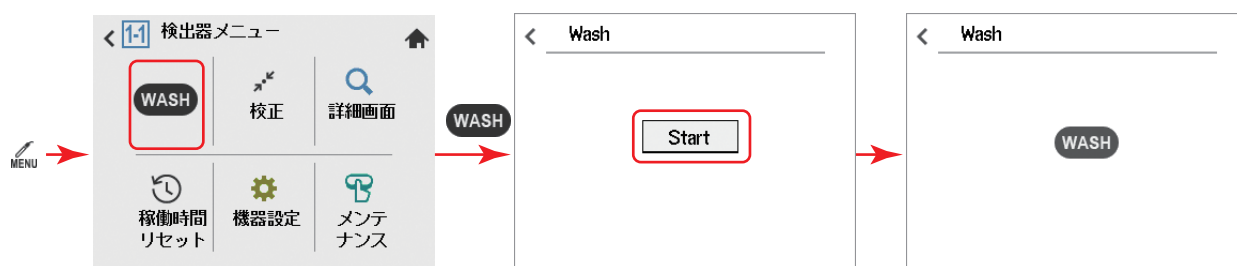 MENU
1-1 検出器メニュー
WASH
校正
詳細画面
稼働時間
リセット
機器設定
メンテ
ナンス
WASH
Wash
Start
Wash
WASH